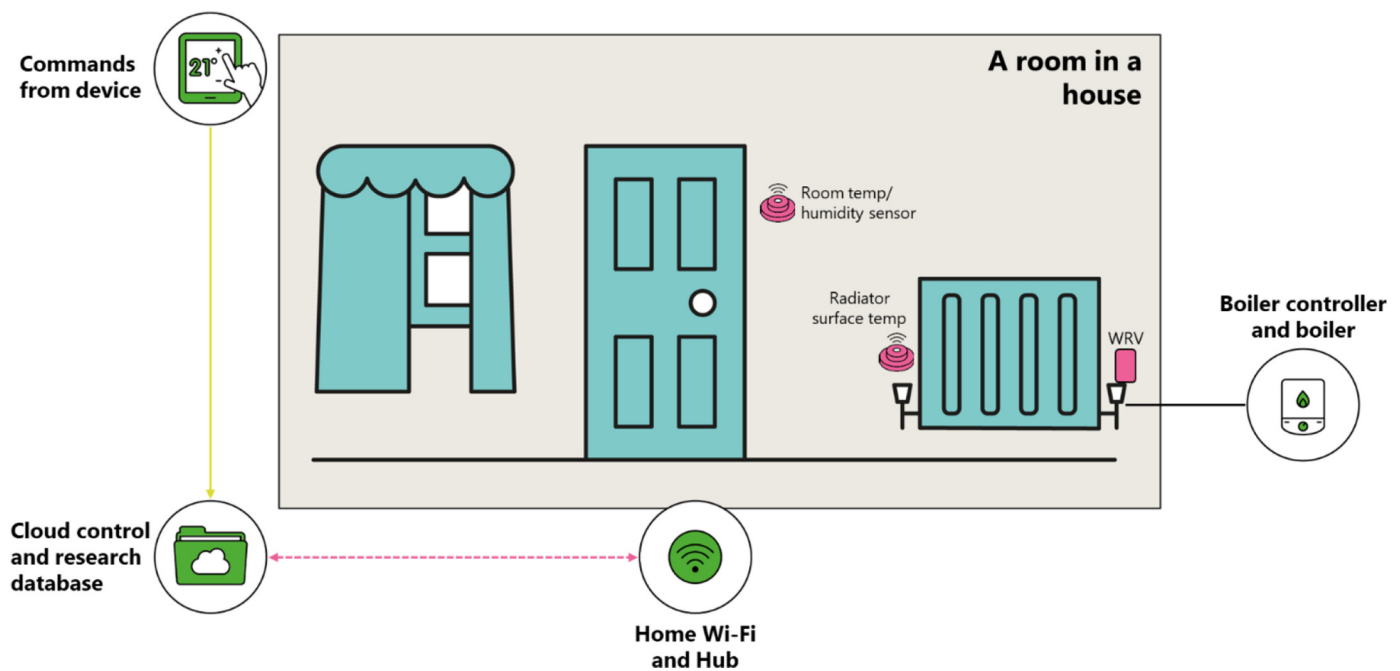 Commands
from device
21°
A room in a
house
Room temp/
humidity sensor
Radiator
surface temp
WRV
Boiler controller
and boiler
Cloud control
and research
database
Home Wi-Fi
and Hub